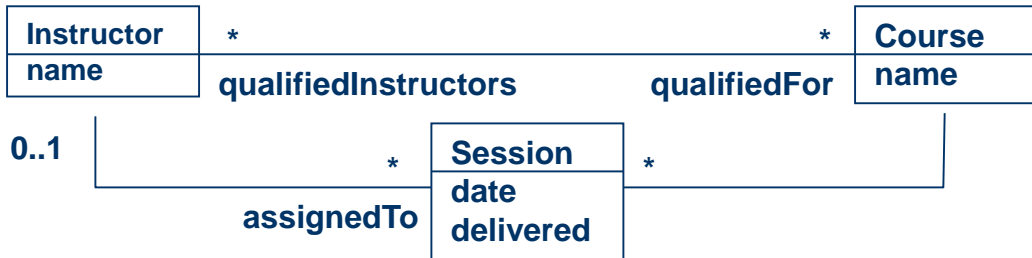 Instructor * * Course
name qualifiedInstructors qualifiedFor name
0..1 * Session *
assignedTo date
delivered